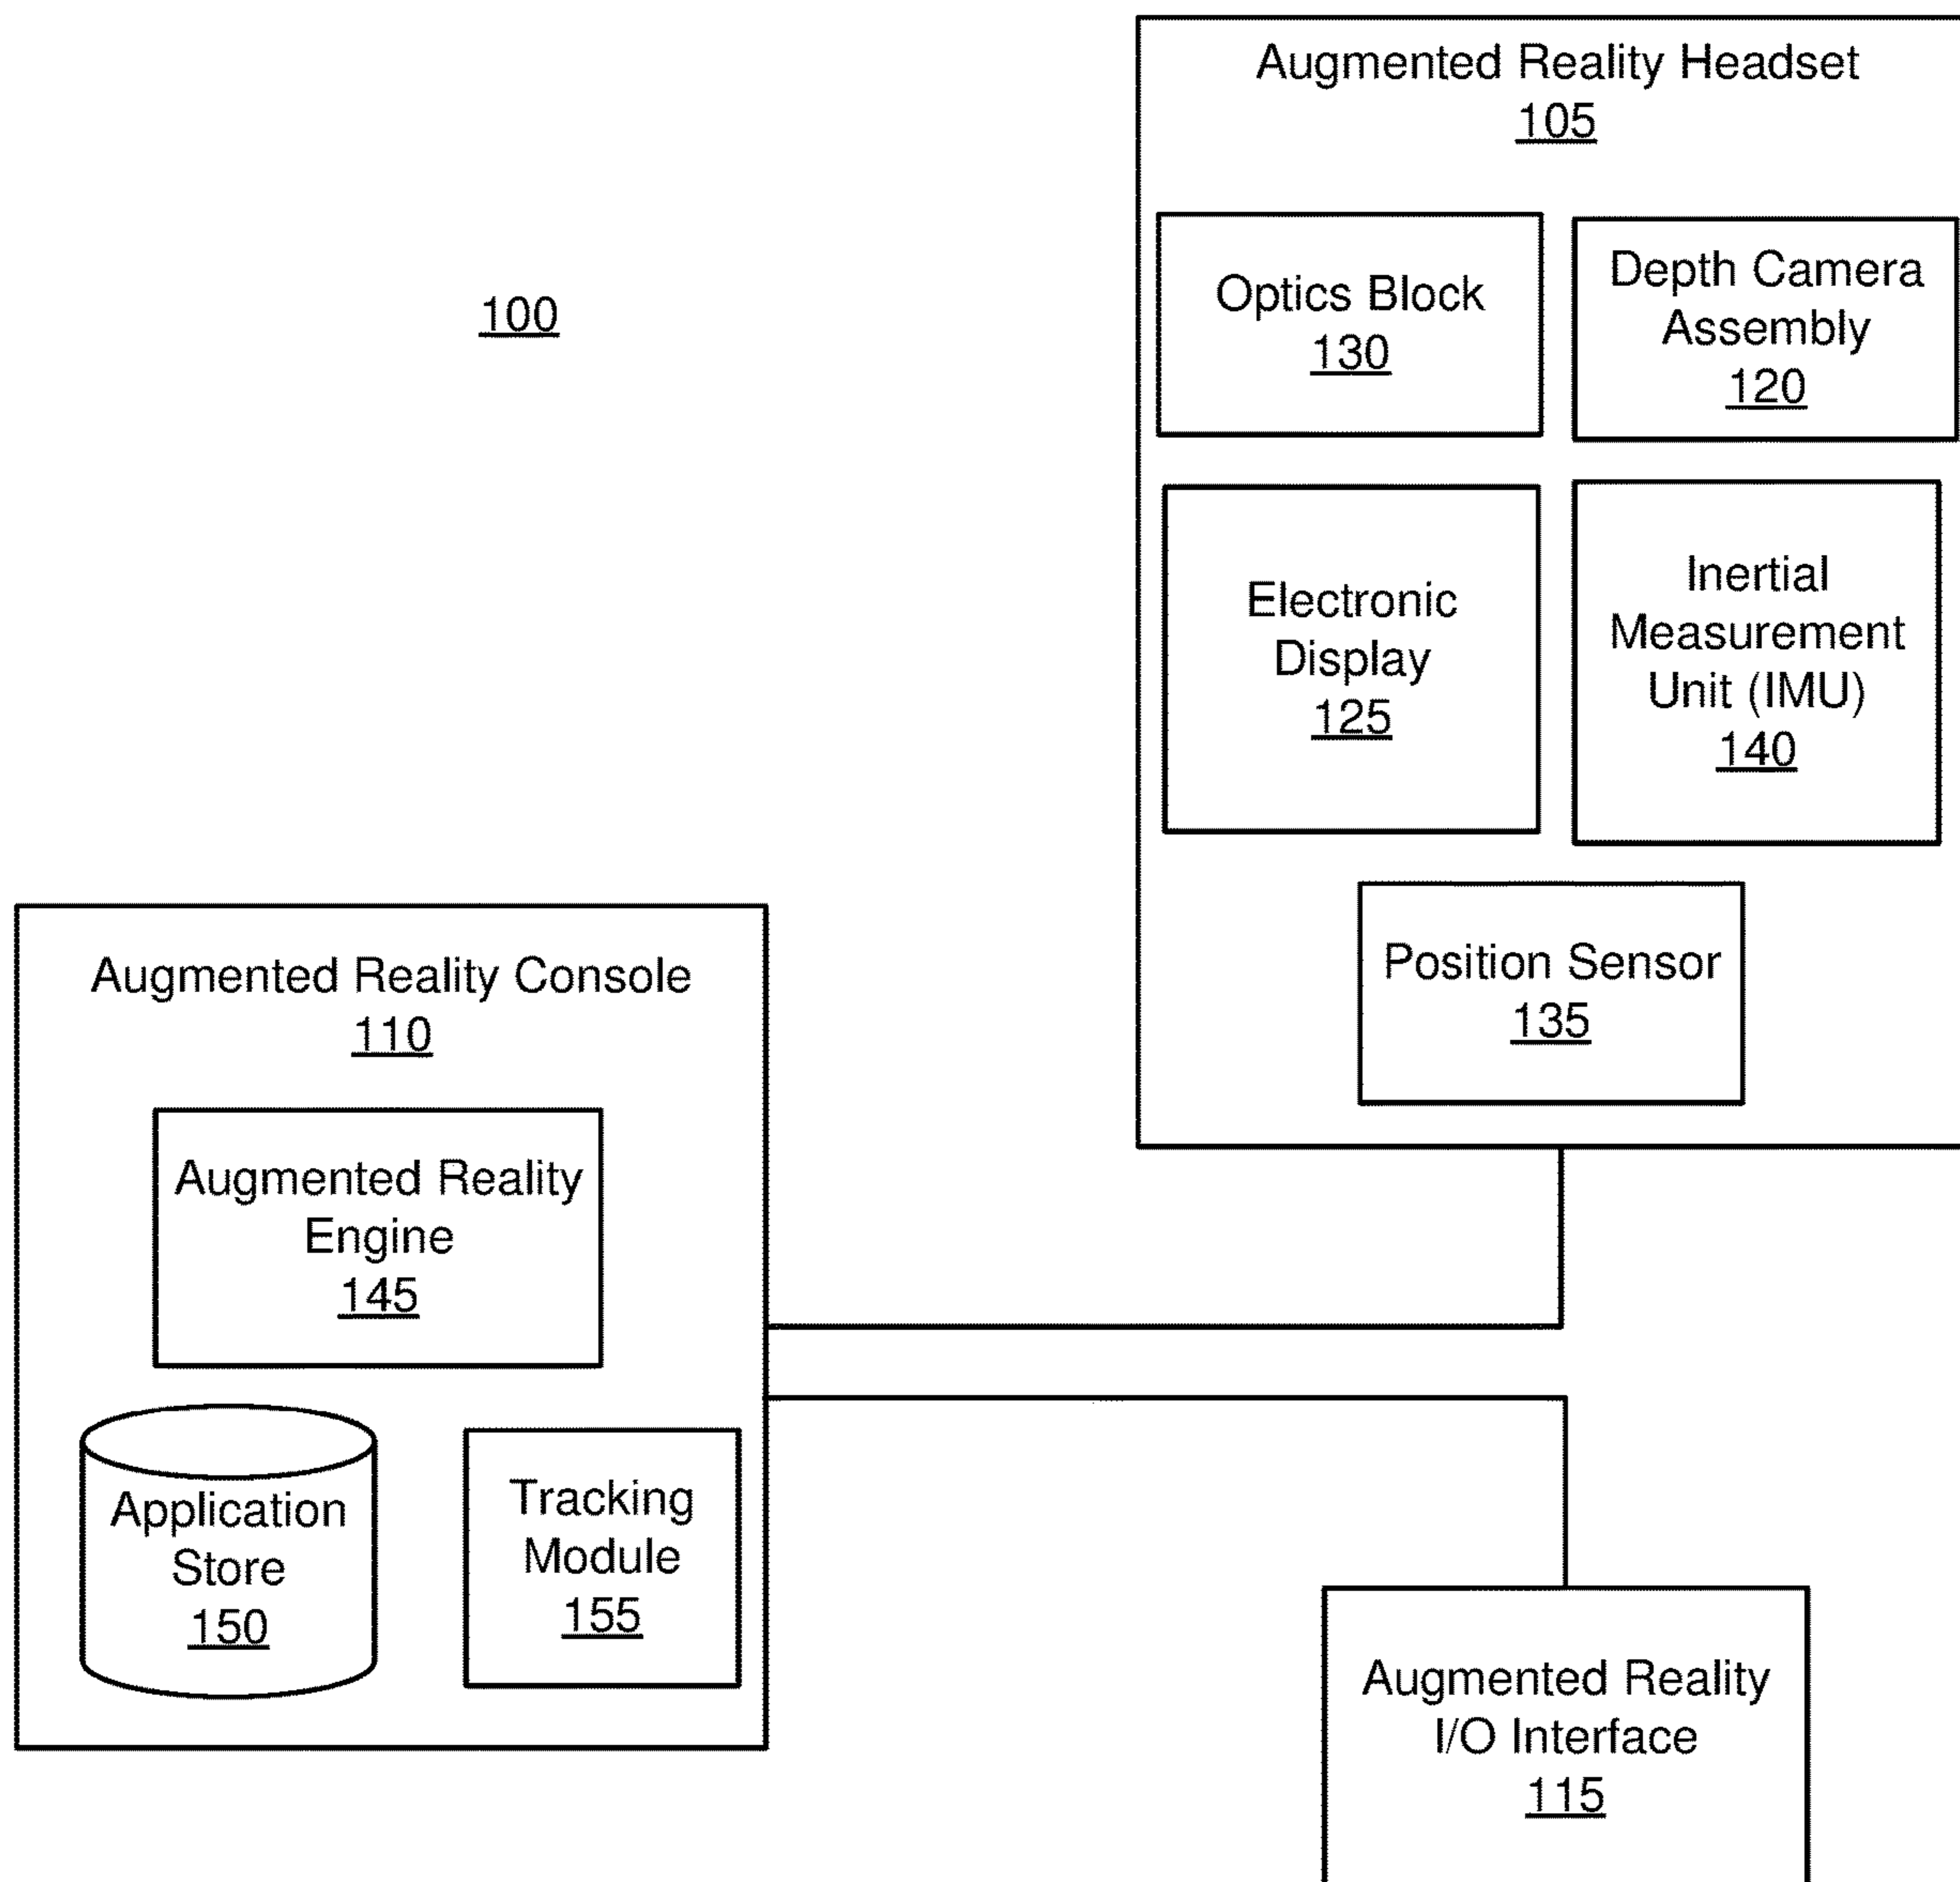 100
Augmented Reality Headset
105
Optics Block
130
Depth Camera
Assembly
120
Electronic
Display
125
Inertial
Measurement
Unit (IMU)
140
Position Sensor
135
Augmented Reality Console
110
Augmented Reality
Engine
145
Application
Store
150
Tracking
Module
155
Augmented Reality
I/O Interface
115